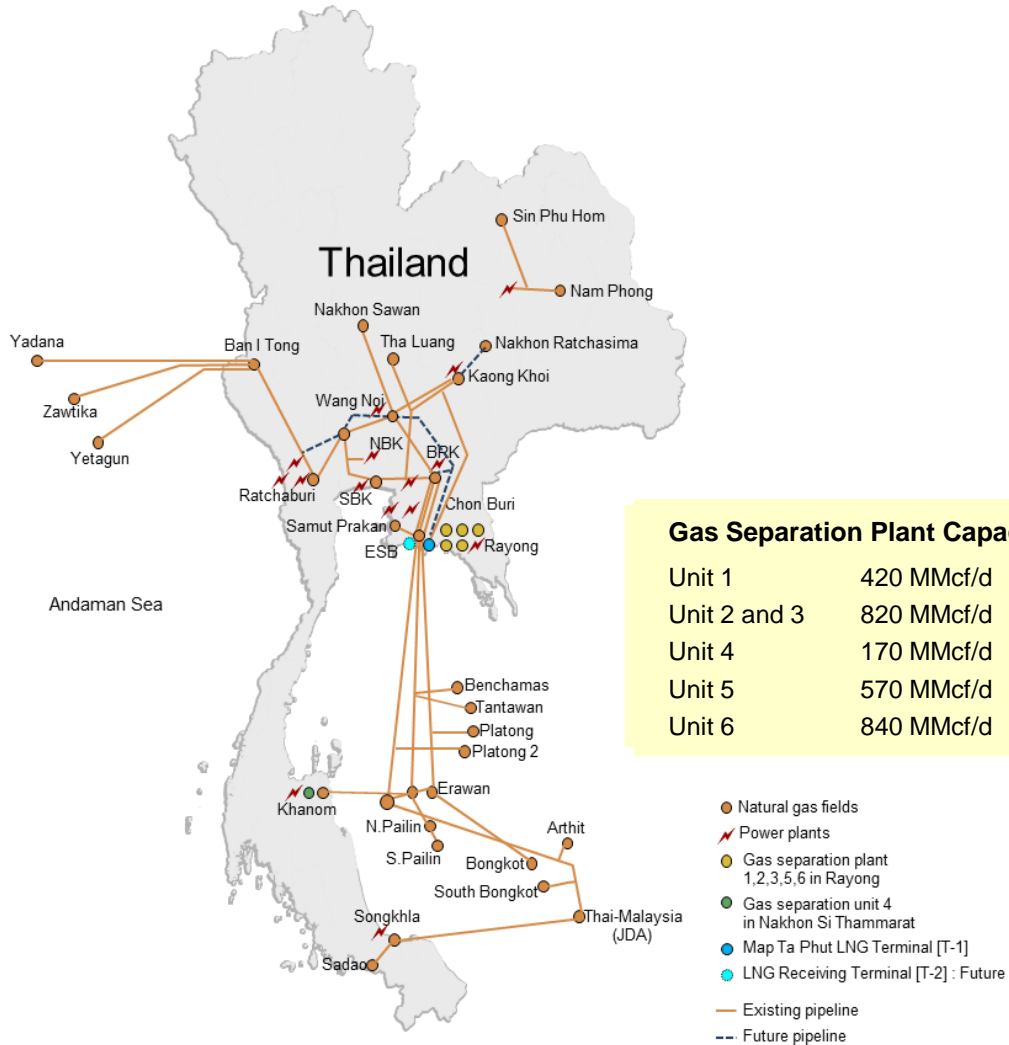 Sin Phu Hom
Thailand
Nam Phong
Nakhon Sawan
Yadana
Ban I Tong
Tha Luang
Nakhon Ratchasima
Kaong Khoi
Zawtika
Wang Noi
Yetagun
NBK
BRK
Ratchaburi
SBK
Chon Buri
Samut Prakan
ESB
Rayong
Andaman Sea
Gas Separation Plant
Unit 1 420 MMcf/d
Unit 2 and 3 820 MMcf/d
Unit 4 170 MMcf/d
Unit 5 570 MMcf/d
Unit 6 840 MMcf/d
Benchamas
Tantawan
Platong
Platong 2
Erawan
Khanom
N.Pailin
S.Pailin
Arthit
Bongkot
South Bongkot
Songkhla
Thai-Malaysia
(JDA)
Sadao
Natural gas fields
Power plants
Gas separation plant
1,2,3,5,6 in Rayong
Gas separation unit 4
in Nakhon Si Thammarat
Map Ta Phut LNG Terminal [T-1]
LNG Receiving Terminal [T-2] : Future
Existing pipeline
Future pipeline